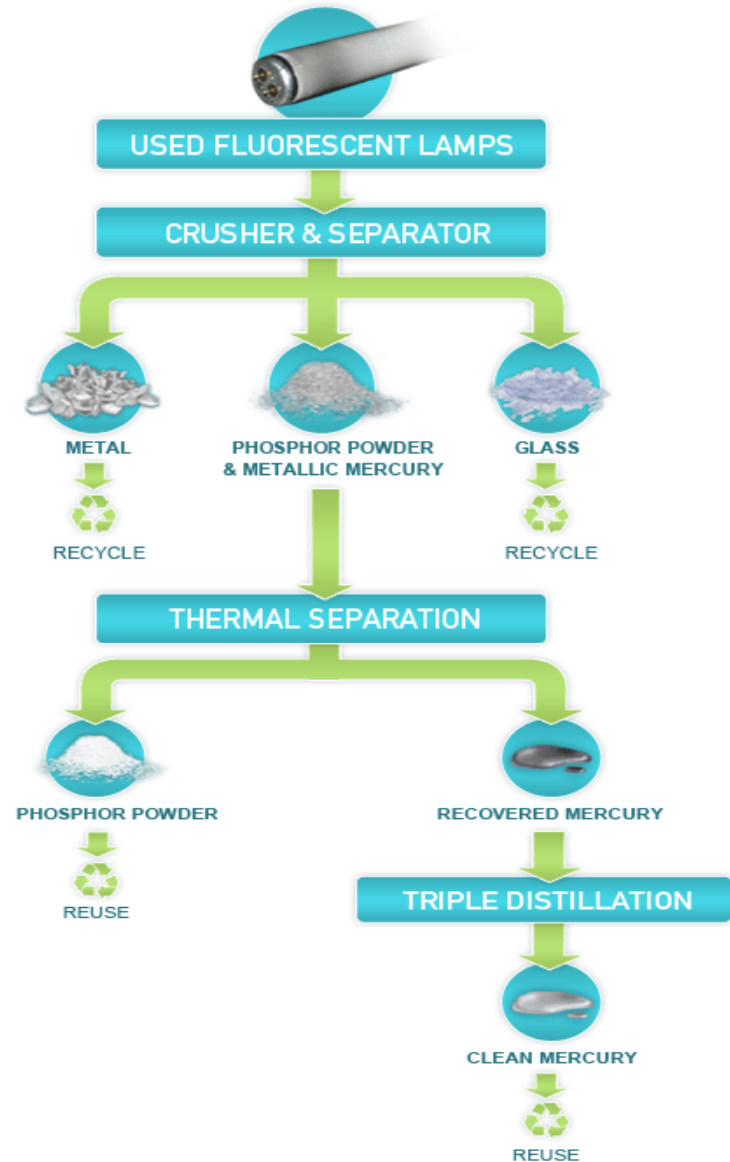 USED FLUORESCENT LAMPS
CRUSHER & SEPARATOR
METAL
PHOSPHOR POWDER
& METALLIC MERCURY
GLASS
RECYCLE
RECYCLE
THERMAL SEPARATION
PHOSPHOR POWDER
RECOVERED MERCURY
REUSE
TRIPLE DISTILLATION
CLEAN MERCURY
REUSE